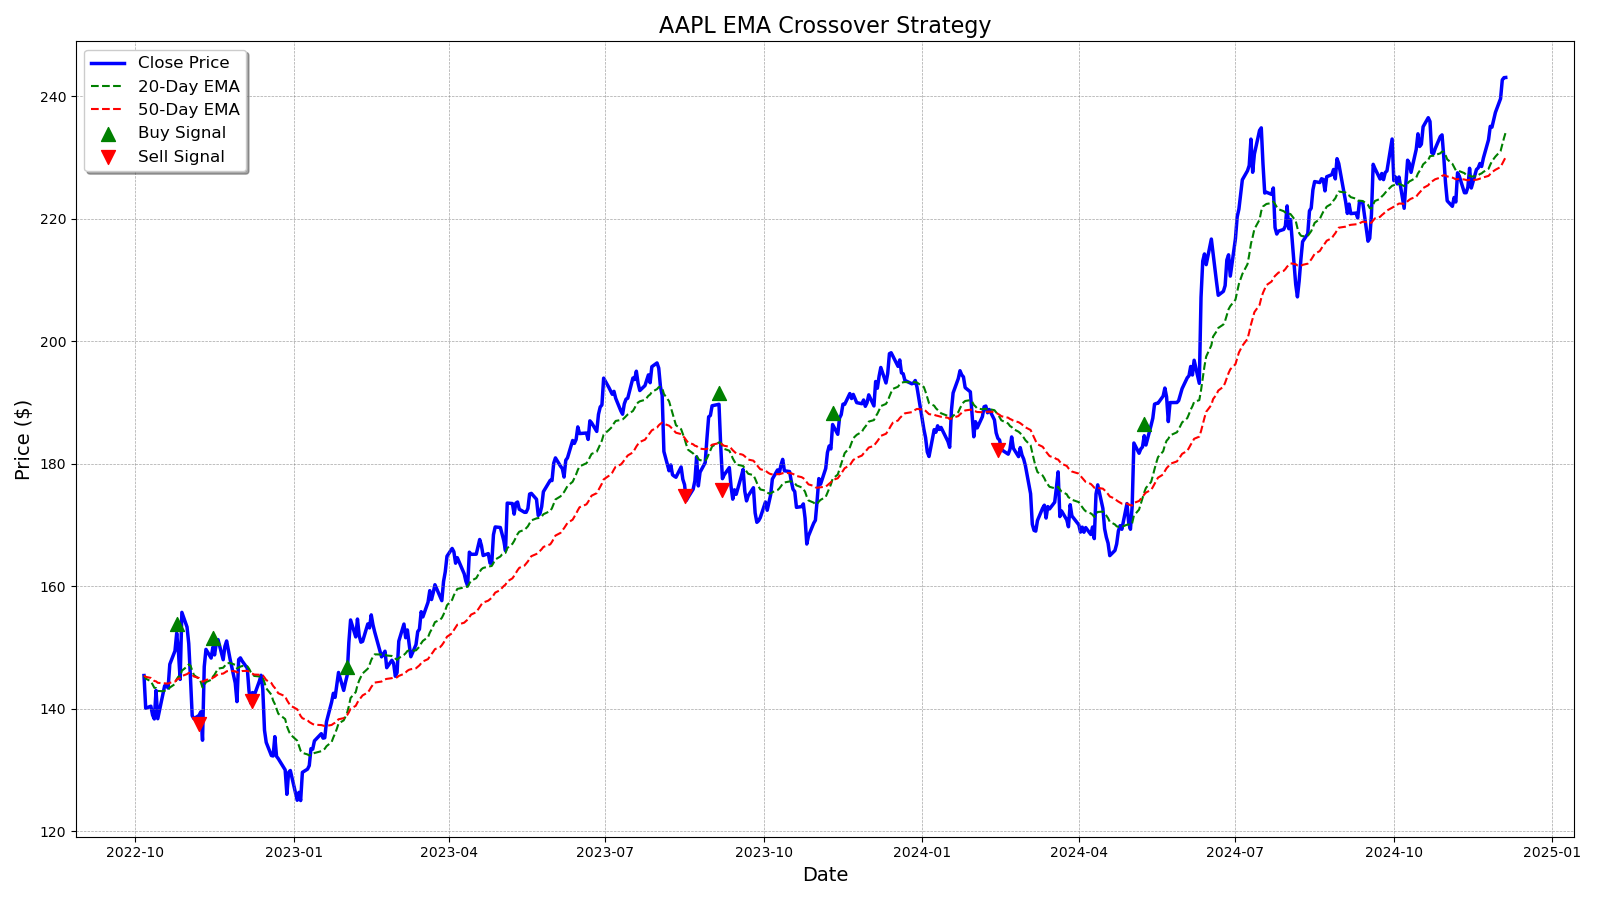 AAPL EMA Crossover Strategy
Close Price
20-Day EMA
50-Day EMA
Buy Signal
Sell Signal
Price ($)
240
220
200
180
160
140
120
2022-10
2023-01
2023-04
2023-07
2023-10
2024-01
2024-04
2024-07
2024-10
2025-01
Date